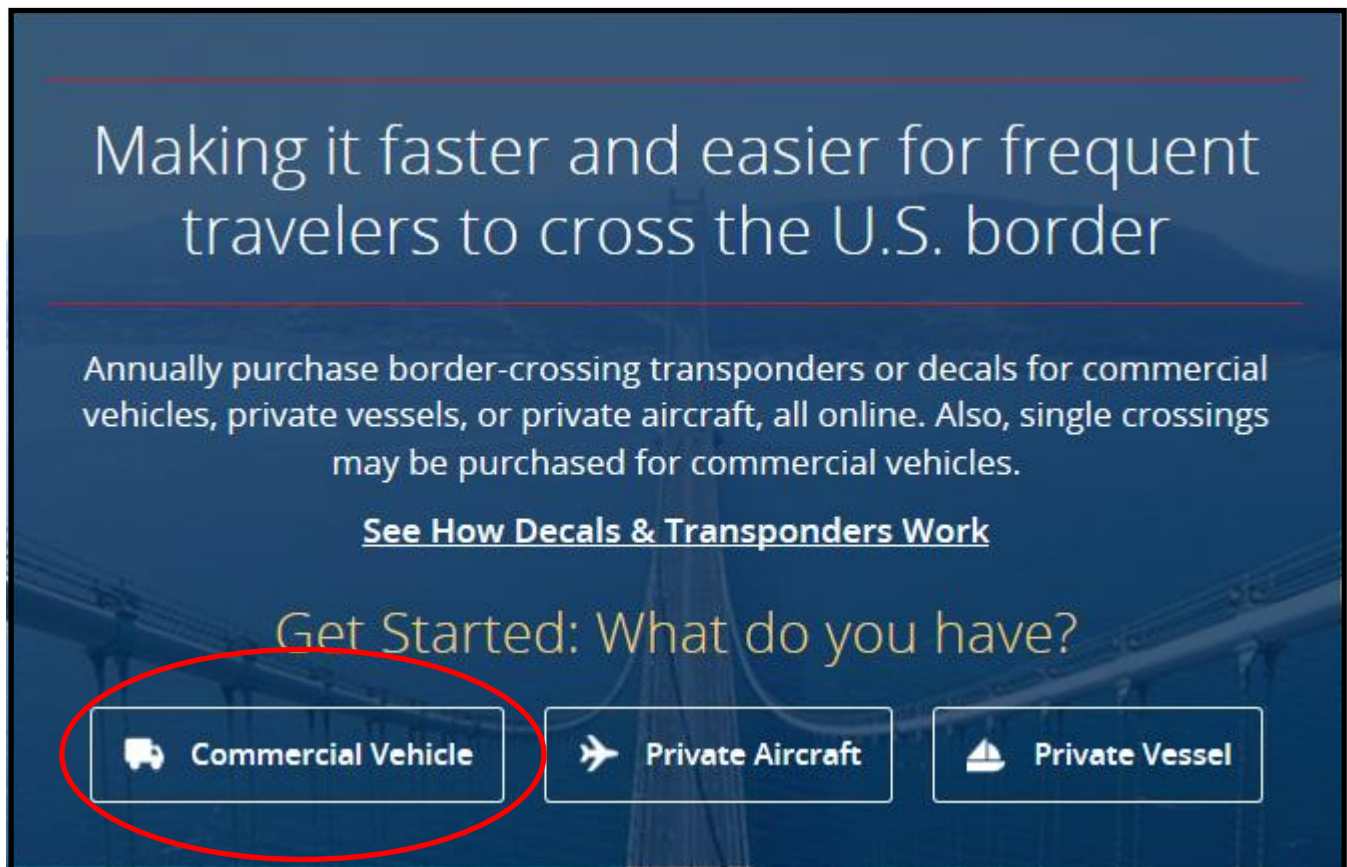 Making it faster and easier for frequent
travelers to cross the U.S. border
Annually purchase border-crossing transponders or decals for commercial
vehicles, private vessels, or private aircraft, all online. Also, single crossings
may be purchased for commercial vehicles.
See How Decals & Transponders Work
Get Started: What do you have?
Commercial Vehicle
Private Aircraft
Private Vessel